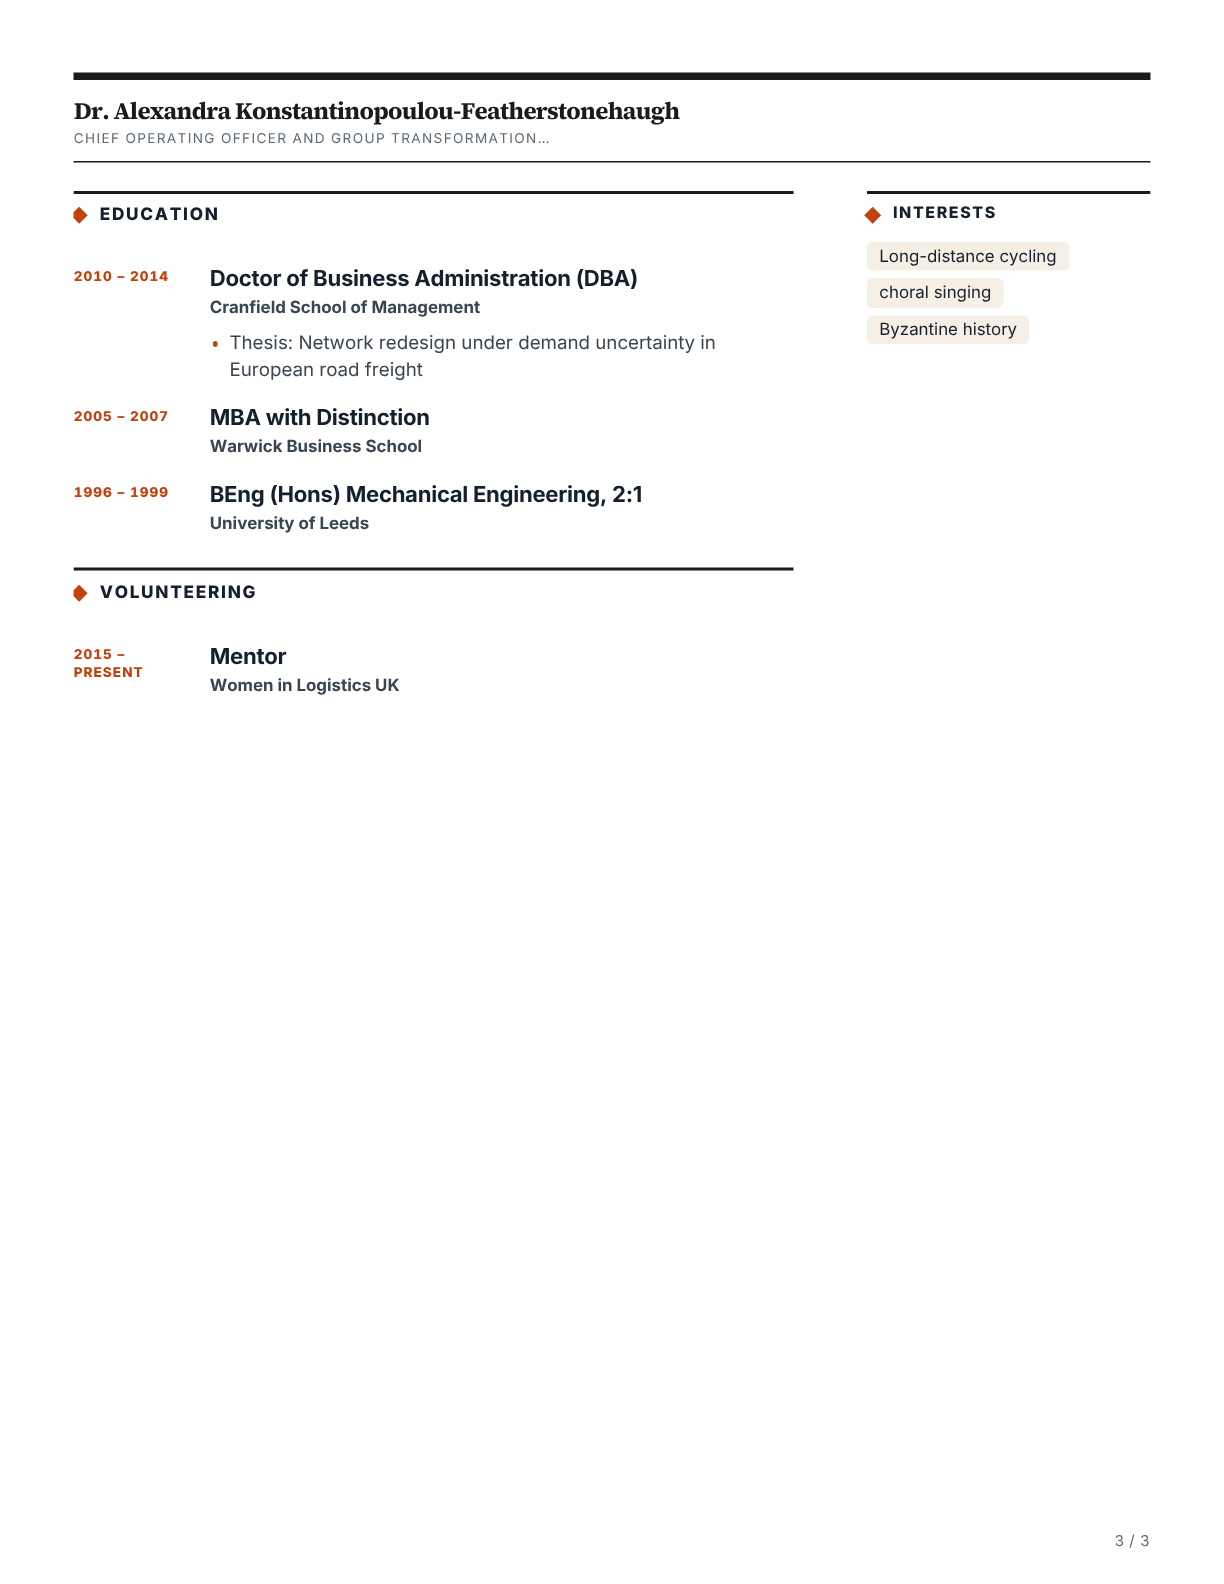 Dr. Alexandra Konstantinopoulou-Featherstonehaugh
CHIEF OPERATING OFFICER AND GROUP TRANSFORMATION…
EDUCATION
2010 – 2014
Doctor of Business Administration (DBA)
Cranfield School of Management
• Thesis: Network redesign under demand uncertainty in
European road freight
2005 – 2007
MBA with Distinction
Warwick Business School
1996 – 1999
BEng (Hons) Mechanical Engineering, 2:1
University of Leeds
VOLUNTEERING
2015 –
PRESENT
Mentor
Women in Logistics UK
INTERESTS
Long-distance cycling
choral singing
Byzantine history
3 / 3